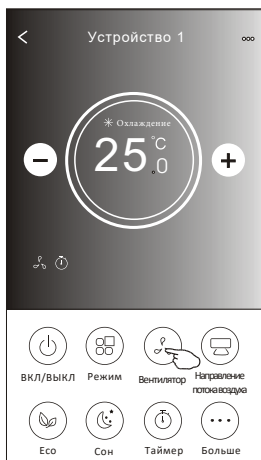 Устройство 1
Охлаждение
25.0 °C
ВКЛ/ВЫКЛ Режим Вентилятор Направление
потока воздуха
Eco Сон Таймер Больше